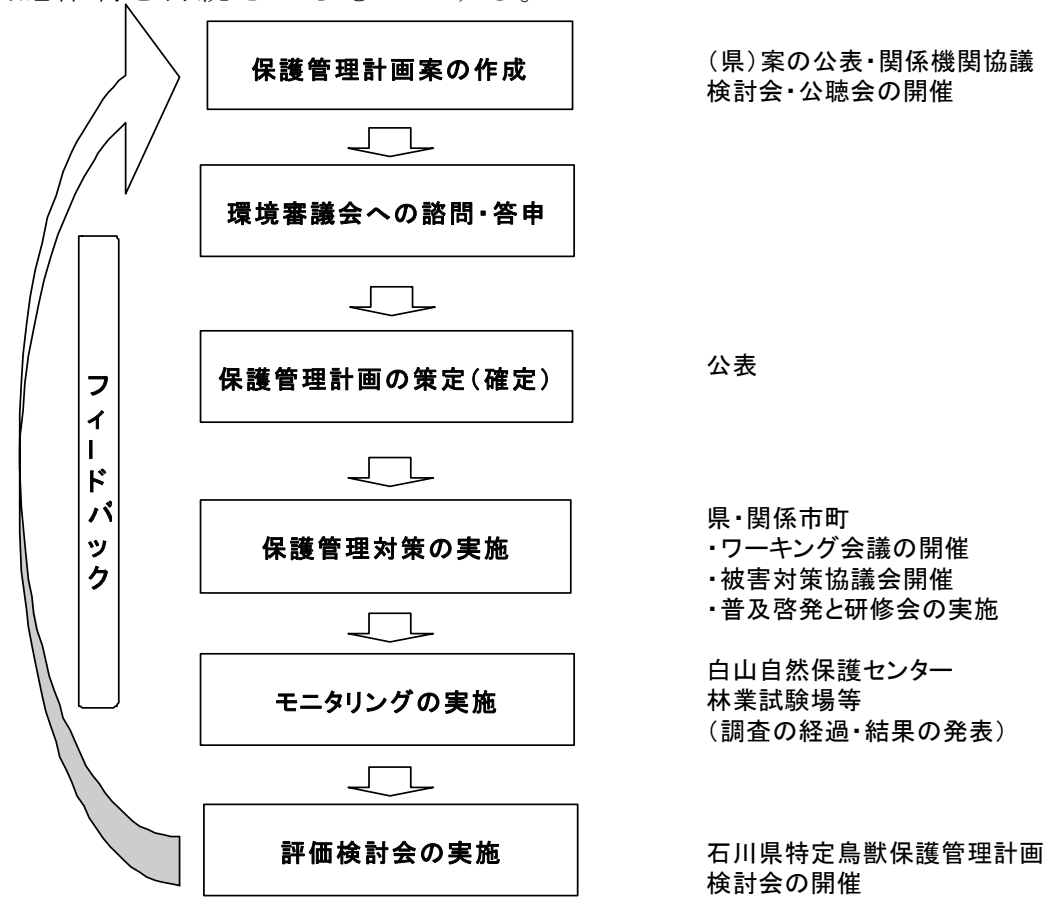 保護管理計画案の作成
(県)案の公表・関係機関協議
検討会・公聴会の開催
環境審議会への諮問・答申
保護管理計画の策定(確定)
公表
フィードバック
保護管理対策の実施
県・関係市町
・ワーキング会議の開催
・被害対策協議会開催
・普及啓発と研修会の実施
モニタリングの実施
白山自然保護センター
林業試験場等
(調査の経過・結果の発表)
評価検討会の実施
石川県特定鳥獣保護管理計画
検討会の開催